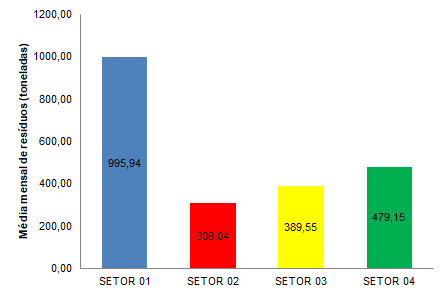 Média mensal de resíduos (toneladas)
1200,00
1000,00
800,00
600,00
400,00
200,00
0,00
995,94
306,04
389,55
479,15
SETOR 01
SETOR 02
SETOR 03
SETOR 04